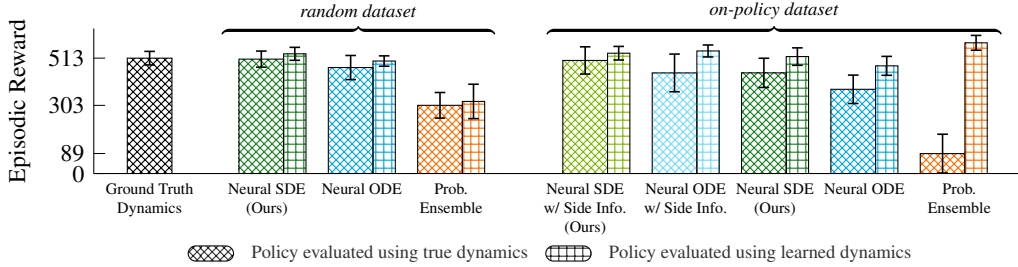 random dataset
on-policy dataset
Episodic Reward
513
303
89
0
Ground Truth
Dynamics
Neural SDE
(Ours)
Neural ODE
Prob.
Ensemble
Neural SDE
w/ Side Info.
(Ours)
Neural ODE
w/ Side Info.
Neural SDE
(Ours)
Neural ODE
Prob.
Ensemble
Policy evaluated using true dynamics
Policy evaluated using learned dynamics